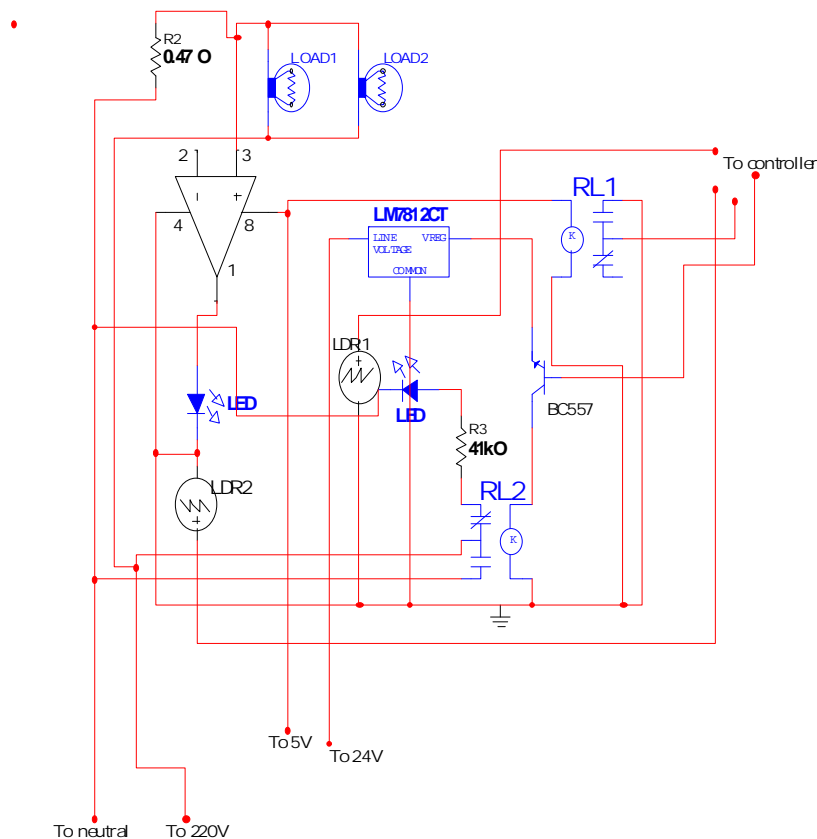 R2
0.47 O
LOAD1
LOAD2
2
3
4
8
1
To controller
RL1
LM7812CT
LINE VREG
VOLTAGE
COMMON
K
LDR1
LED
LED
BC557
R3
41kO
RL2
LDR2
K
To 5V
To 24V
To neutral
To 220V